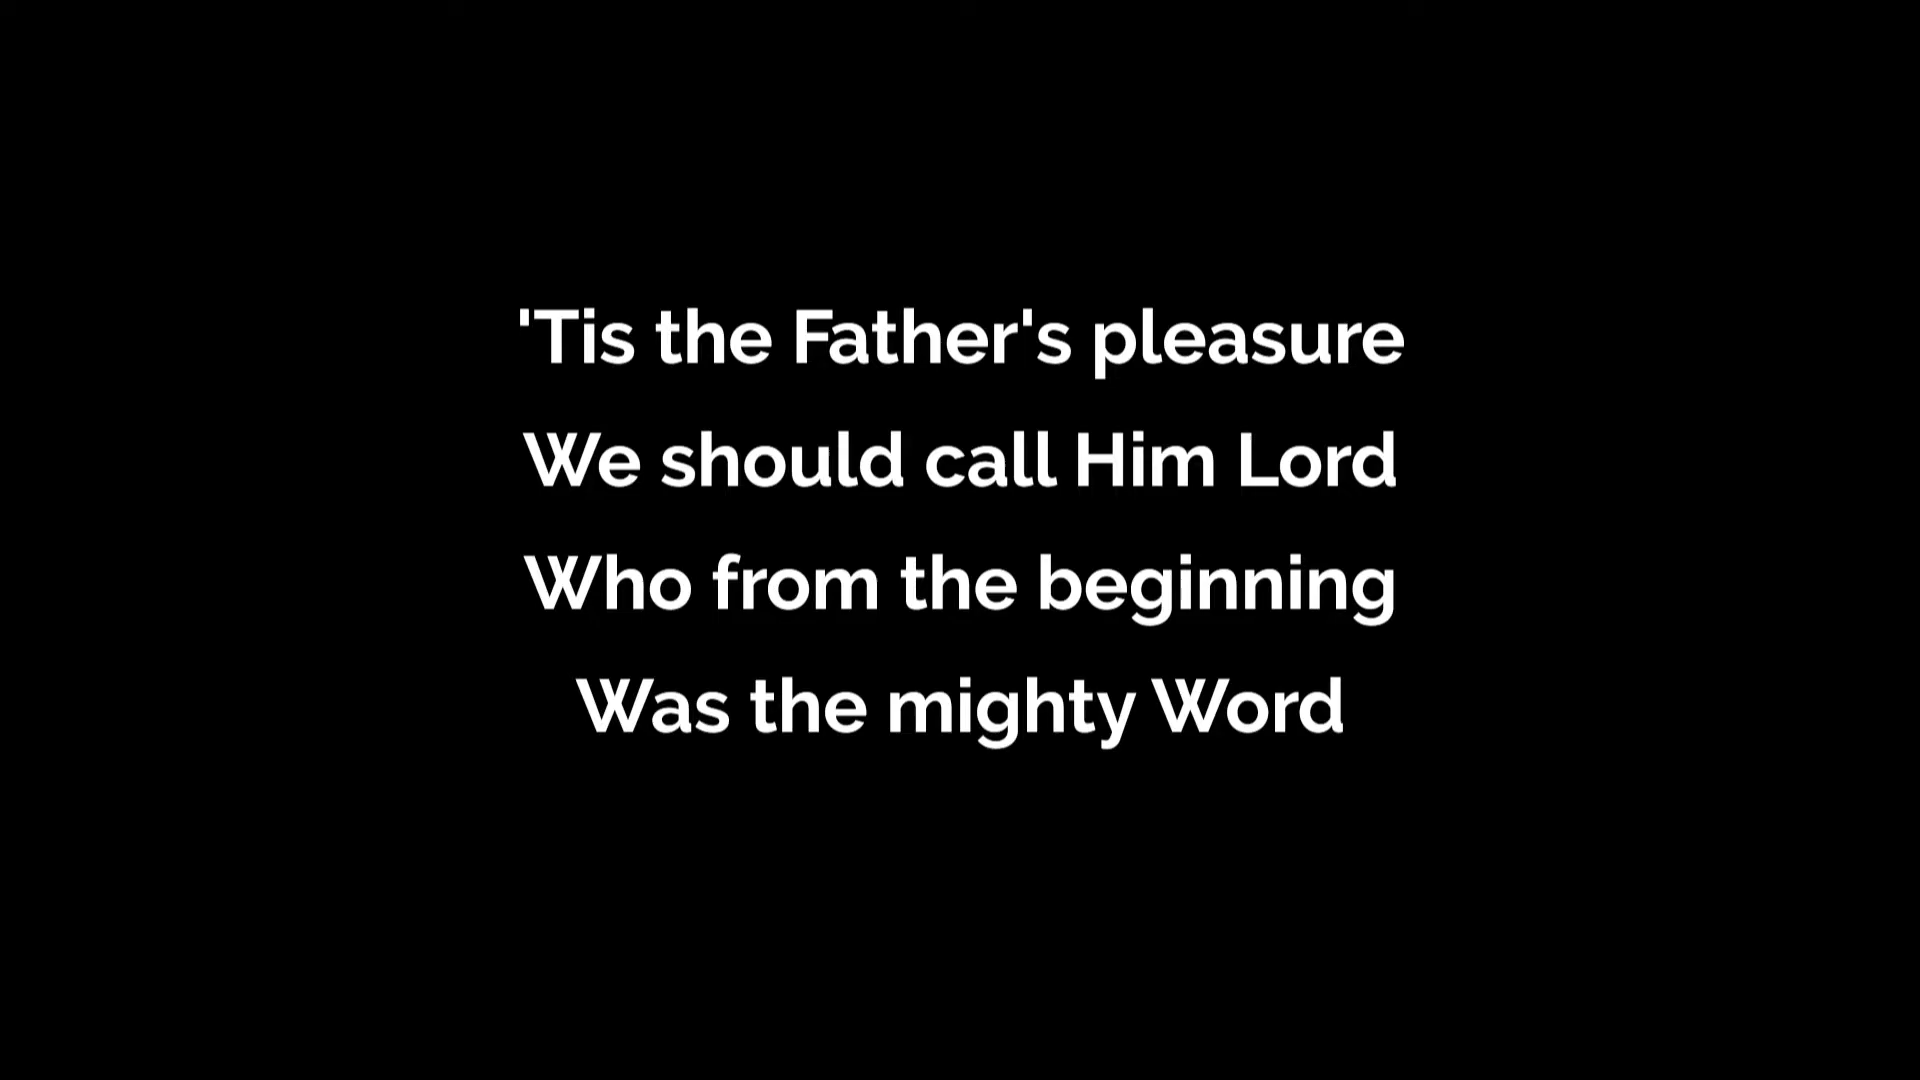 'Tis the Father's pleasure
We should call Him Lord
Who from the beginning
Was the mighty Word